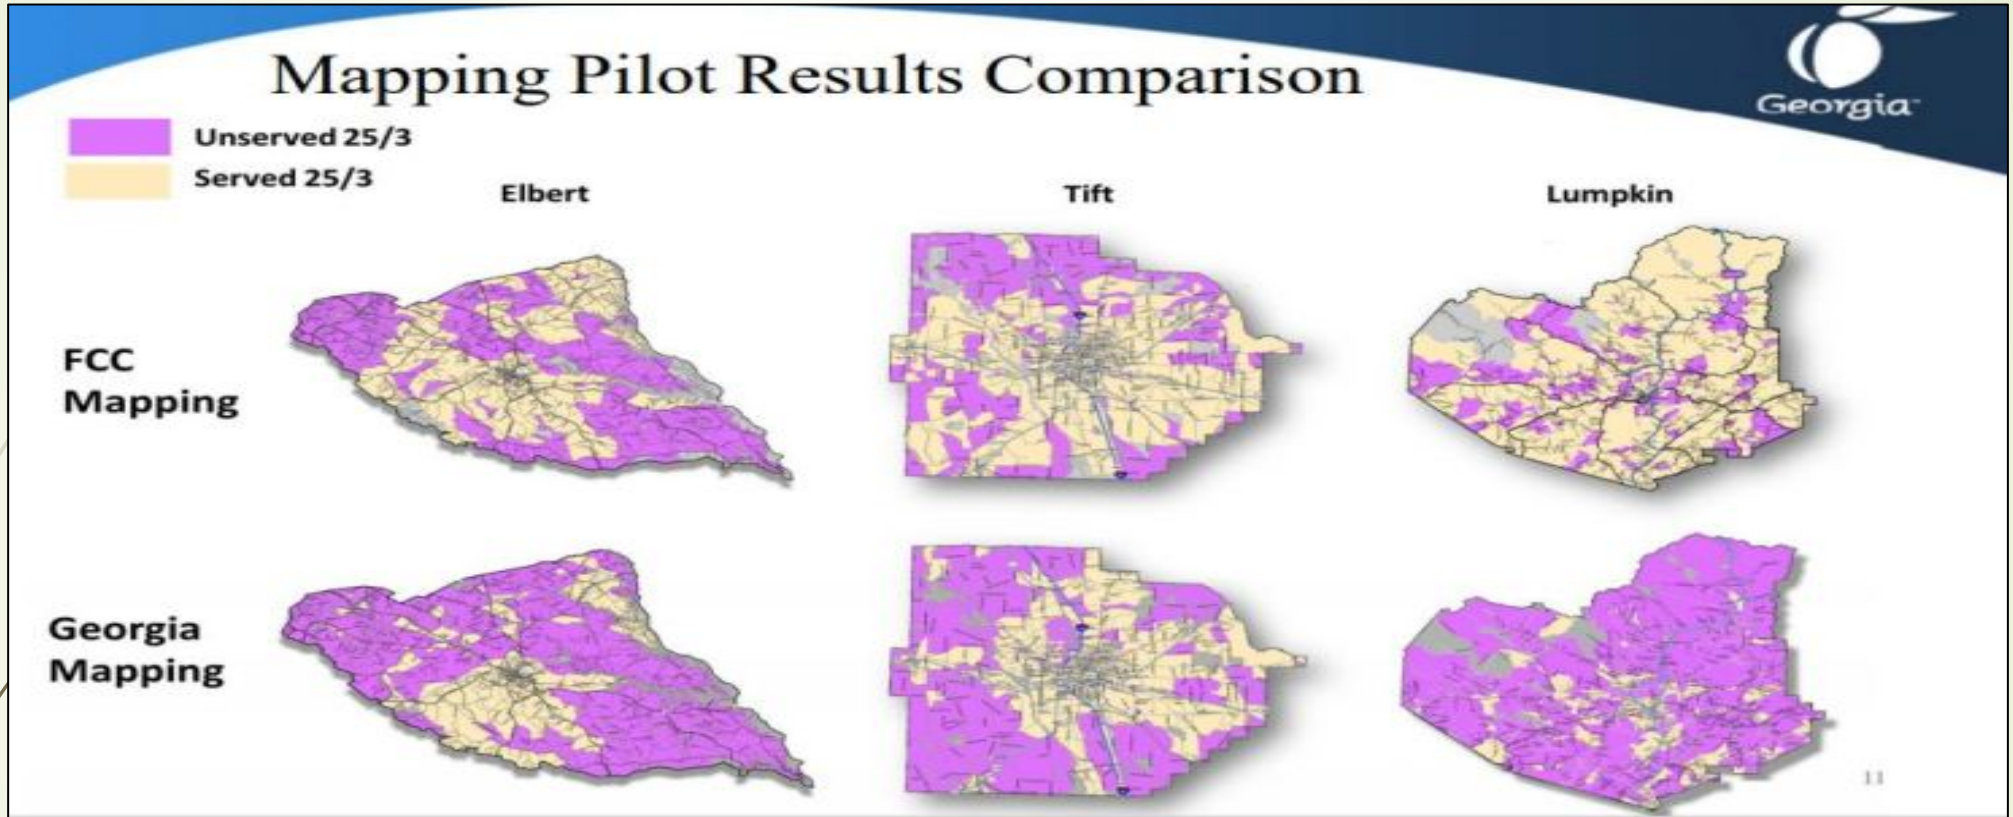 Mapping Pilot Results Comparison
Georgia
Unserved 25/3
Served 25/3
Elbert
Tift
Lumpkin
FCC
Mapping
Georgia
Mapping
11